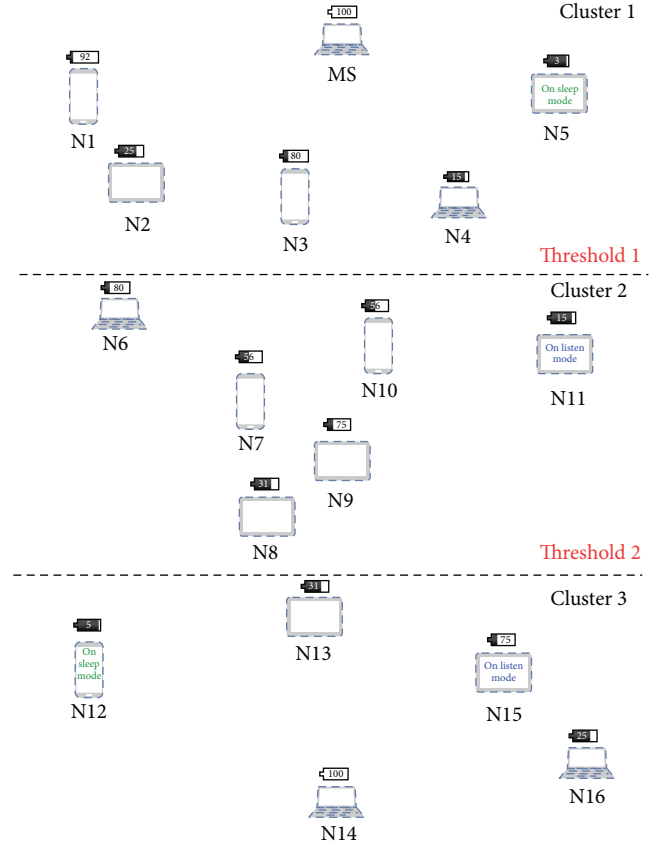 100
Cluster 1
MS
92
N1
3
On sleep
mode
N5
25
N2
80
N3
15
N4
Threshold 1
Cluster 2
80
N6
56
N10
15
On listen
mode
N11
56
N7
75
N9
31
N8
Threshold 2
Cluster 3
31
N13
5
On
sleep
mode
N12
75
On listen
mode
N15
25
N16
100
N14